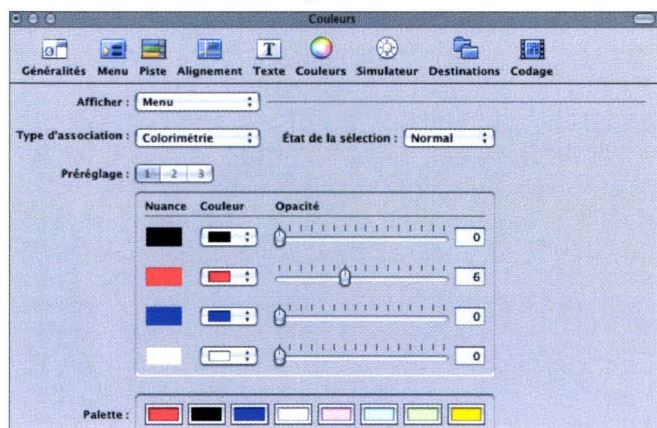 Couleurs
Généralités Menu Piste Alignement Texte Couleurs Simulateur Destinations Codage
Afficher : Menu
Type d'association : Colorimétrie État de la sélection : Normal
Préréglage : 1 2 3
Nuance Couleur Opacité
0
6
0
0
Palette :